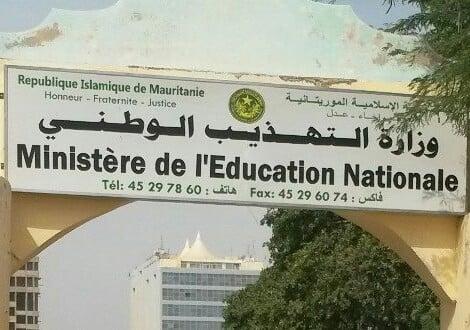 Republique Islamique de Mauritanie
الإسلامية الموريتانية
Honneur - Fraternite - Justice
إخاء - عدل
وزارة التهذيب الوطني
Ministère de l'Education Nationale
Tél: 45 29 78 60 : هاتف Fax: 45 29 60 74 : فاكس